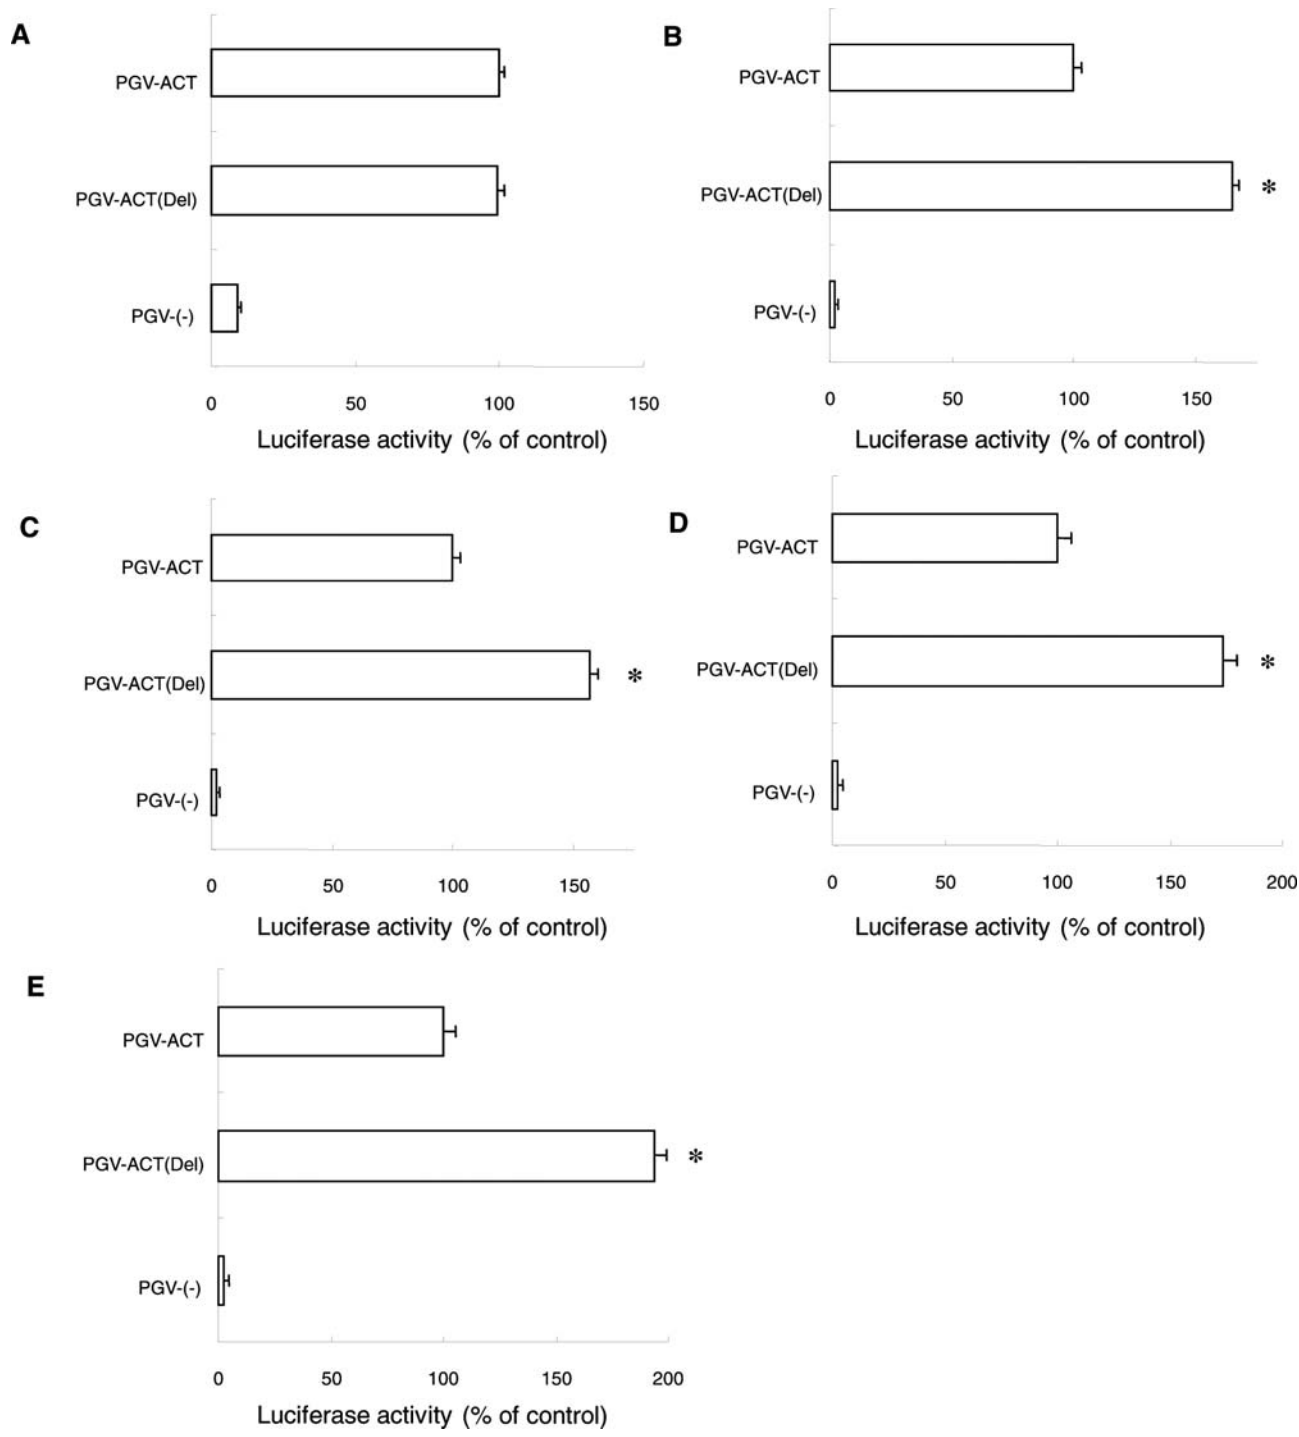 A
PGV-ACT
PGV-ACT(Del)
PGV-(-)
0 50 100 150
Luciferase activity (% of control)
B
PGV-ACT
PGV-ACT(Del)
*
PGV-(-)
0 50 100 150
Luciferase activity (% of control)
C
PGV-ACT
PGV-ACT(Del)
*
PGV-(-)
0 50 100 150
Luciferase activity (% of control)
D
PGV-ACT
PGV-ACT(Del)
*
PGV-(-)
0 50 100 150 200
Luciferase activity (% of control)
E
PGV-ACT
PGV-ACT(Del)
*
PGV-(-)
0 50 100 150 200
Luciferase activity (% of control)